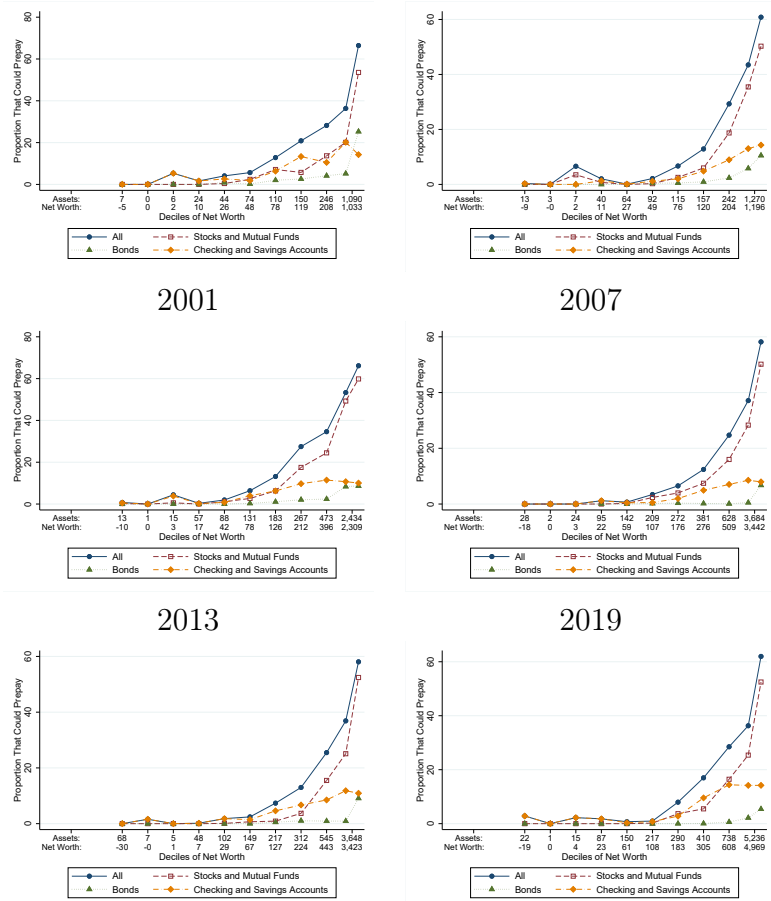 80
60
40
20
0
Proportion That Could Prepay
Assets: 7 0 6 24 44 74 110 150 246 1,090
Net Worth: -5 0 2 10 26 48 78 119 208 1,033
Deciles of Net Worth
All Stocks and Mutual Funds
Bonds Checking and Savings Accounts
60
40
20
0
Proportion That Could Prepay
Assets: 13 3 7 40 64 92 115 157 242 1,270
Net Worth: -9 -0 2 11 27 49 76 120 204 1,196
Deciles of Net Worth
All Stocks and Mutual Funds
Bonds Checking and Savings Accounts
2001 2007
80
60
40
20
0
Proportion That Could Prepay
Assets: 13 1 15 57 88 131 183 267 473 2,434
Net Worth: -10 0 3 17 42 78 126 212 396 2,309
Deciles of Net Worth
All Stocks and Mutual Funds
Bonds Checking and Savings Accounts
60
40
20
0
Proportion That Could Prepay
Assets: 28 2 24 95 142 209 272 381 628 3,684
Net Worth: -18 0 3 22 59 107 176 276 509 3,442
Deciles of Net Worth
All Stocks and Mutual Funds
Bonds Checking and Savings Accounts
2013 2019
60
40
20
0
Proportion That Could Prepay
Assets: 68 7 5 48 102 149 217 312 545 3,648
Net Worth: -30 -0 1 7 29 67 127 224 443 3,423
Deciles of Net Worth
All Stocks and Mutual Funds
Bonds Checking and Savings Accounts
60
40
20
0
Proportion That Could Prepay
Assets: 22 1 15 87 150 217 290 410 738 5,236
Net Worth: -19 0 4 22 61 108 183 305 608 4,969
Deciles of Net Worth
All Stocks and Mutual Funds
Bonds Checking and Savings Accounts